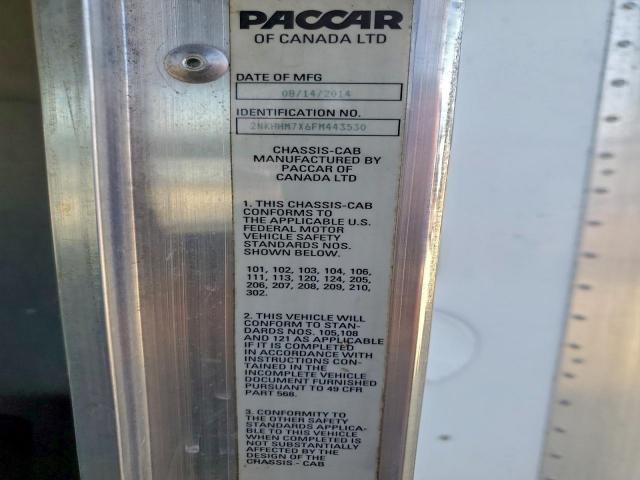 PACCAR
OF CANADA LTD
DATE OF MFG
08/14/2014
IDENTIFICATION NO.
2NKHHM7X6FM443530
CHASSIS-CAB
MANUFACTURED BY
PACCAR OF
CANADA LTD
1. THIS CHASSIS-CAB
CONFORMS TO
THE APPLICABLE U.S.
FEDERAL MOTOR
VEHICLE SAFETY
STANDARDS NOS.
SHOWN BELOW.
101, 102, 103, 104, 106,
111, 113, 120, 124, 205,
206, 207, 208, 209, 210,
302.
2. THIS VEHICLE WILL
CONFORM TO STAN-
DARDS NOS. 105,108
AND 121 AS APPLICABLE
IF IT IS COMPLETED
IN ACCORDANCE WITH
INSTRUCTIONS CON-
TAINED IN THE
INCOMPLETE VEHICLE
DOCUMENT FURNISHED
PURSUANT TO 49 CFR
PART 568.
3. CONFORMITY TO
THE OTHER SAFETY
STANDARDS APPLICA-
BLE TO THIS VEHICLE
WHEN COMPLETED IS
NOT SUBSTANTIALLY
AFFECTED BY THE
DESIGN OF THE
CHASSIS - CAB